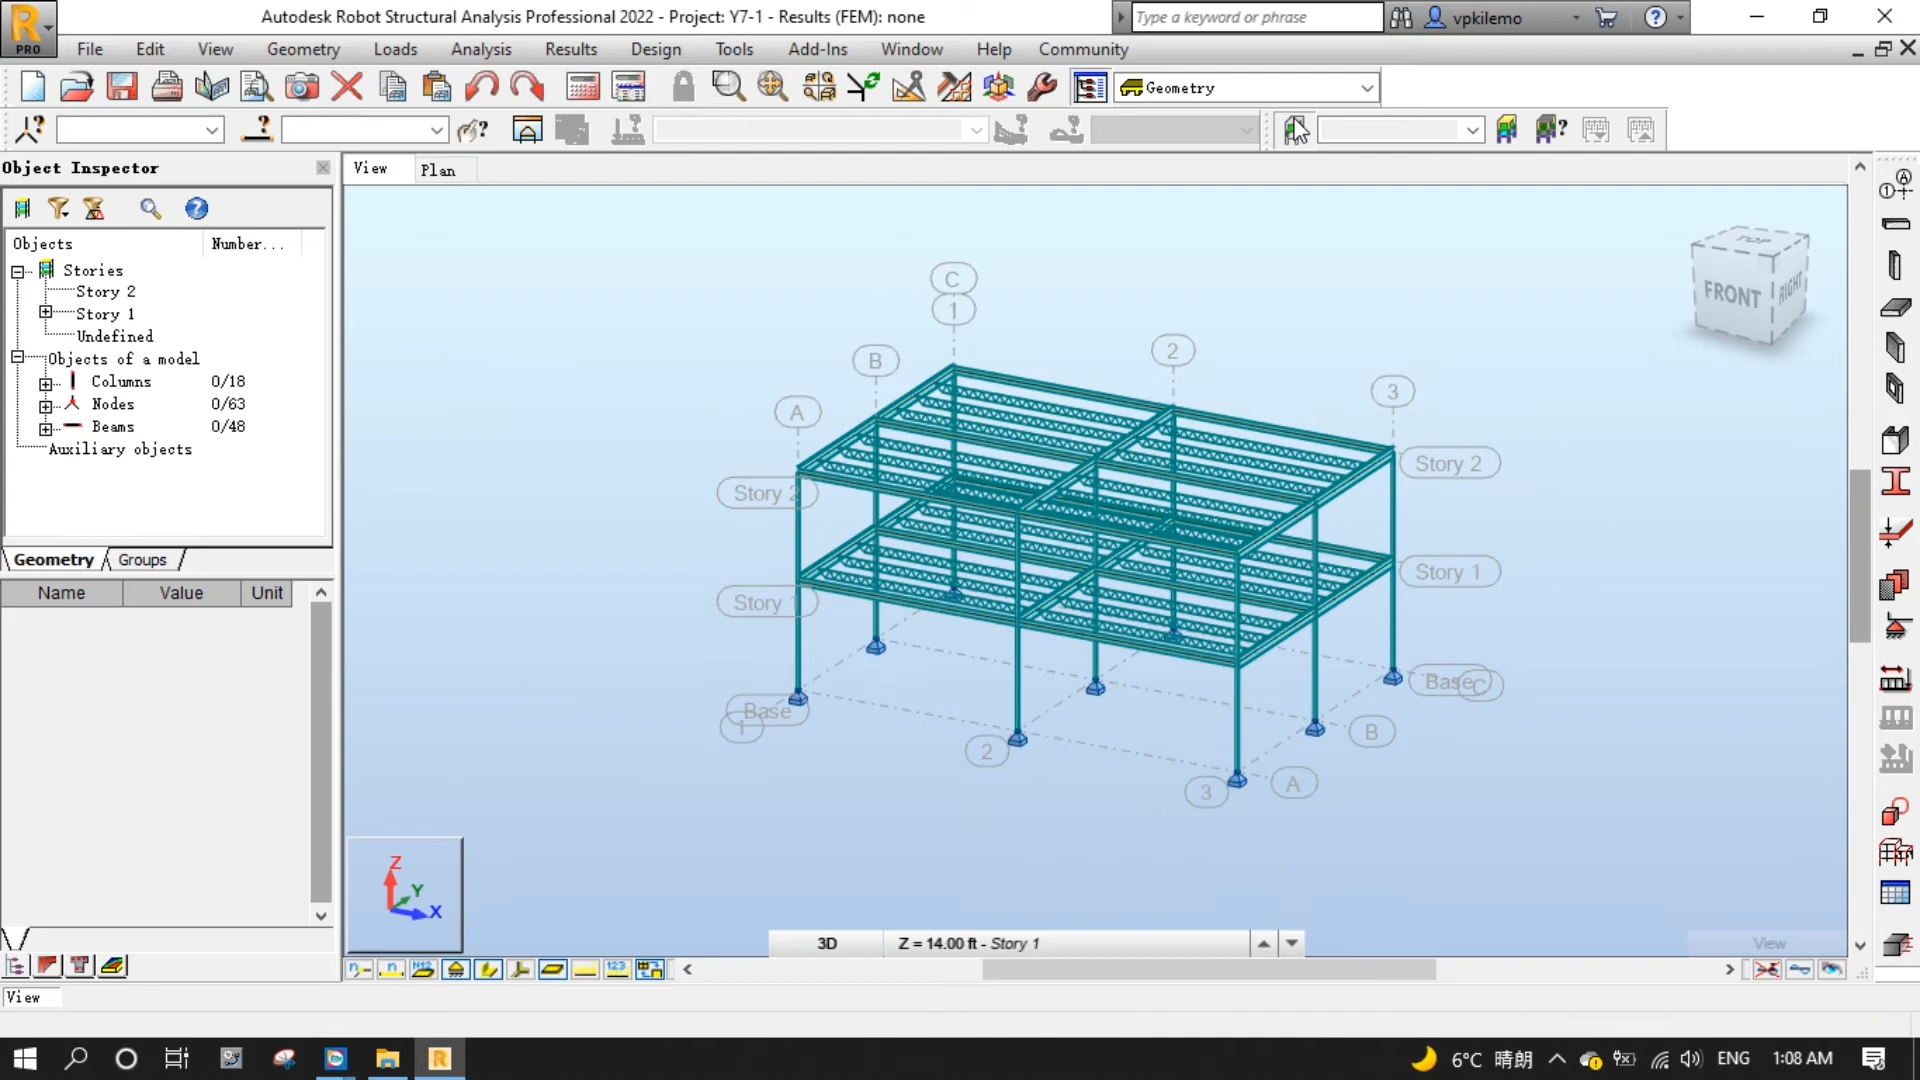 Autodesk Robot Structural Analysis Professional 2022 - Project: Y7-1 - Results (FEM): none
Type a keyword or phrase
vpkilemo
PRO
File Edit View Geometry Loads Analysis Results Design Tools Add-Ins Window Help Community
Geometry
Object Inspector
View
Plan
Objects
Number...
Stories
Story 2
Story 1
Undefined
Objects of a model
Columns 0/18
Nodes 0/63
Beams 0/48
Auxiliary objects
Geometry
Groups
Name Value Unit
C
1
2
B
3
A
Story 2
Story 2
Story 1
Story 1
Base
C
Base
1
B
2
A
3
TOP
FRONT
RIGHT
Z
Y
X
3D
Z = 14.00 ft - Story 1
View
View
6°C 晴朗
ENG
1:08 AM